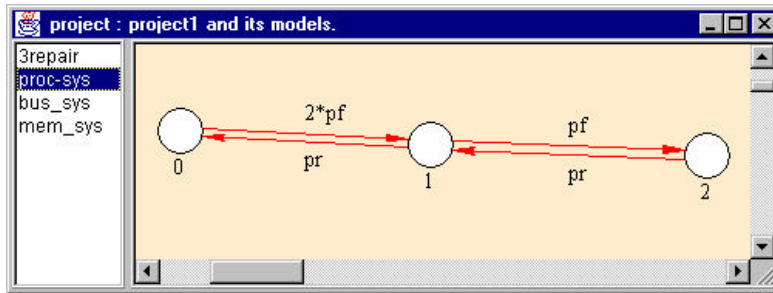 project : project1 and its models.
3repair
proc-sys
bus_sys
mem_sys
2*pf
pf
pr
pr
0
1
2